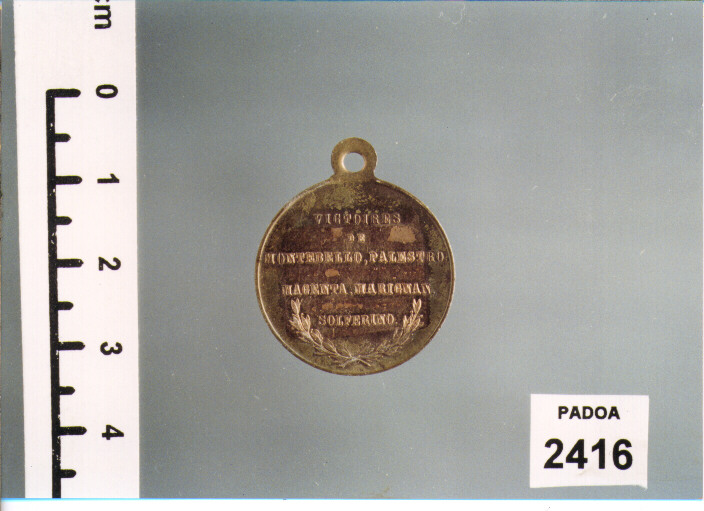 cm
0
1
2
3
4
VICTOIRES
DE
MONTEBELLO, PALESTRO
MAGENTA, MARIGNAN
SOLFERINO.
PADOA
2416